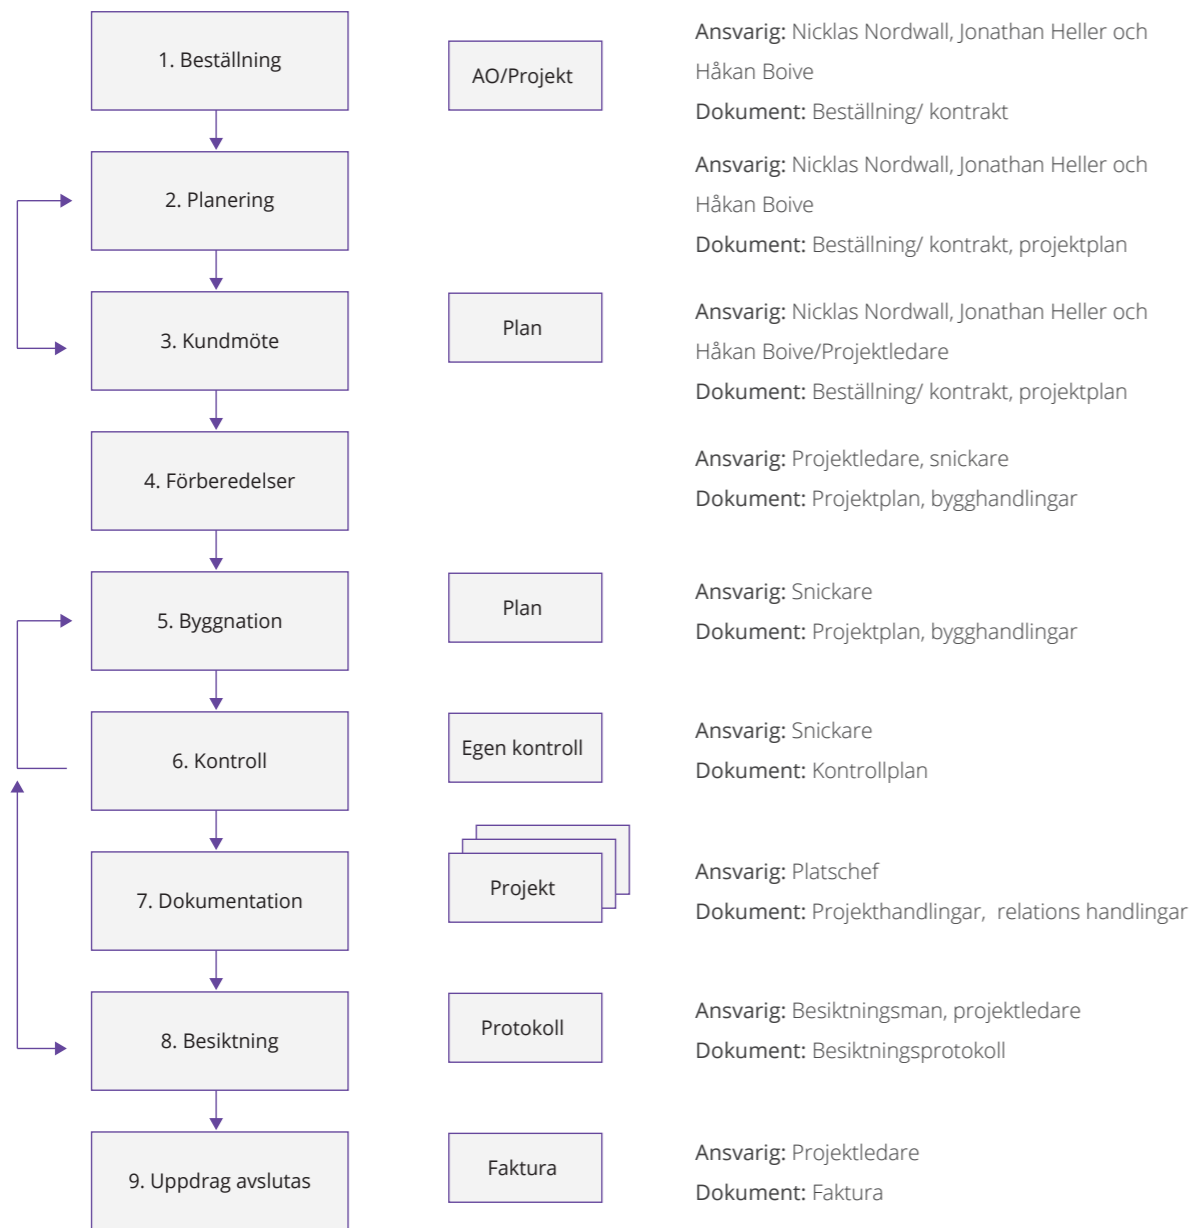 1. Beställning
AO/Projekt
Ansvarig: Nicklas Nordwall, Jonathan Heller och
Håkan Boive
Dokument: Beställning/ kontrakt
2. Planering
Ansvarig: Nicklas Nordwall, Jonathan Heller och
Håkan Boive
Dokument: Beställning/ kontrakt, projektplan
3. Kundmöte
Plan
Ansvarig: Nicklas Nordwall, Jonathan Heller och
Håkan Boive/Projektledare
Dokument: Beställning/ kontrakt, projektplan
4. Förberedelser
Ansvarig: Projektledare, snickare
Dokument: Projektplan, bygghandlingar
5. Byggnation
Plan
Ansvarig: Snickare
Dokument: Projektplan, bygghandlingar
6. Kontroll
Egen kontroll
Ansvarig: Snickare
Dokument: Kontrollplan
7. Dokumentation
Projekt
Ansvarig: Platschef
Dokument: Projekthandlingar, relations handlingar
8. Besiktning
Protokoll
Ansvarig: Besiktningsman, projektledare
Dokument: Besiktningsprotokoll
9. Uppdrag avslutas
Faktura
Ansvarig: Projektledare
Dokument: Faktura